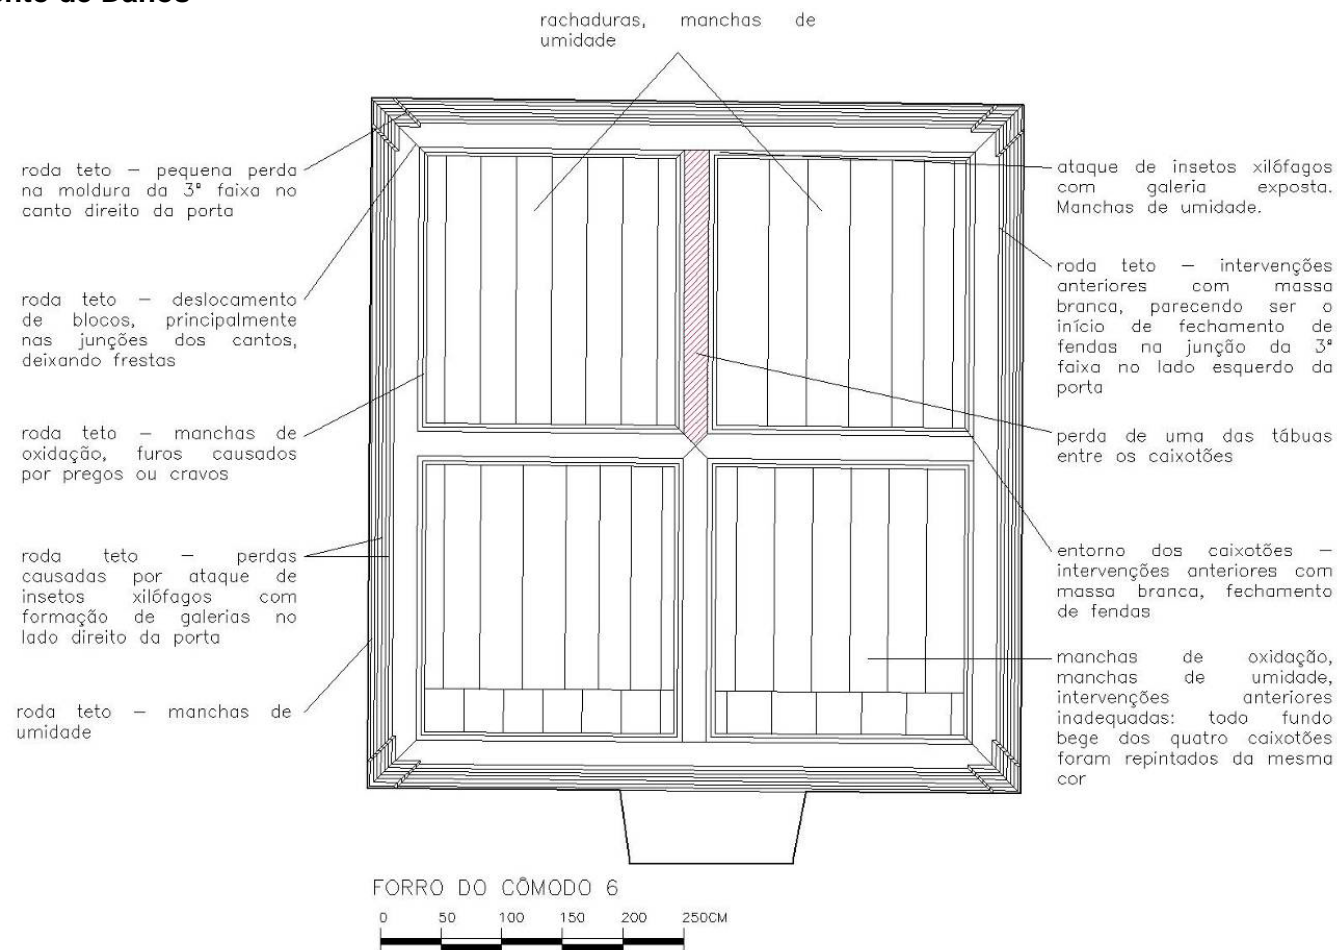 rachaduras, manchas de
umidade
roda teto – pequena perda
na moldura da 3ª faixa no
canto direito da porta
roda teto – deslocamento
de blocos, principalmente
nas junções dos cantos,
deixando frestas
roda teto – manchas de
oxidação, furos causados
por pregos ou cravos
roda teto – perdas
causadas por ataque de
insetos xilófagos com
formação de galerias no
lado direito da porta
roda teto – manchas de
umidade
ataque de insetos xilófagos
com galeria exposta.
Manchas de umidade.
roda teto – intervenções
anteriores com massa
branca, parecendo ser o
início de fechamento de
fendas na junção da 3ª
faixa no lado esquerdo da
porta
perda de uma das tábuas
entre os caixotões
entorno dos caixotões –
intervenções anteriores com
massa branca, fechamento
de fendas
manchas de oxidação,
manchas de umidade,
intervenções anteriores
inadequadas: todo fundo
bege dos quatro caixotões
foram repintados da mesma
cor
FORRO DO CÔMODO 6
0 50 100 150 200 250CM